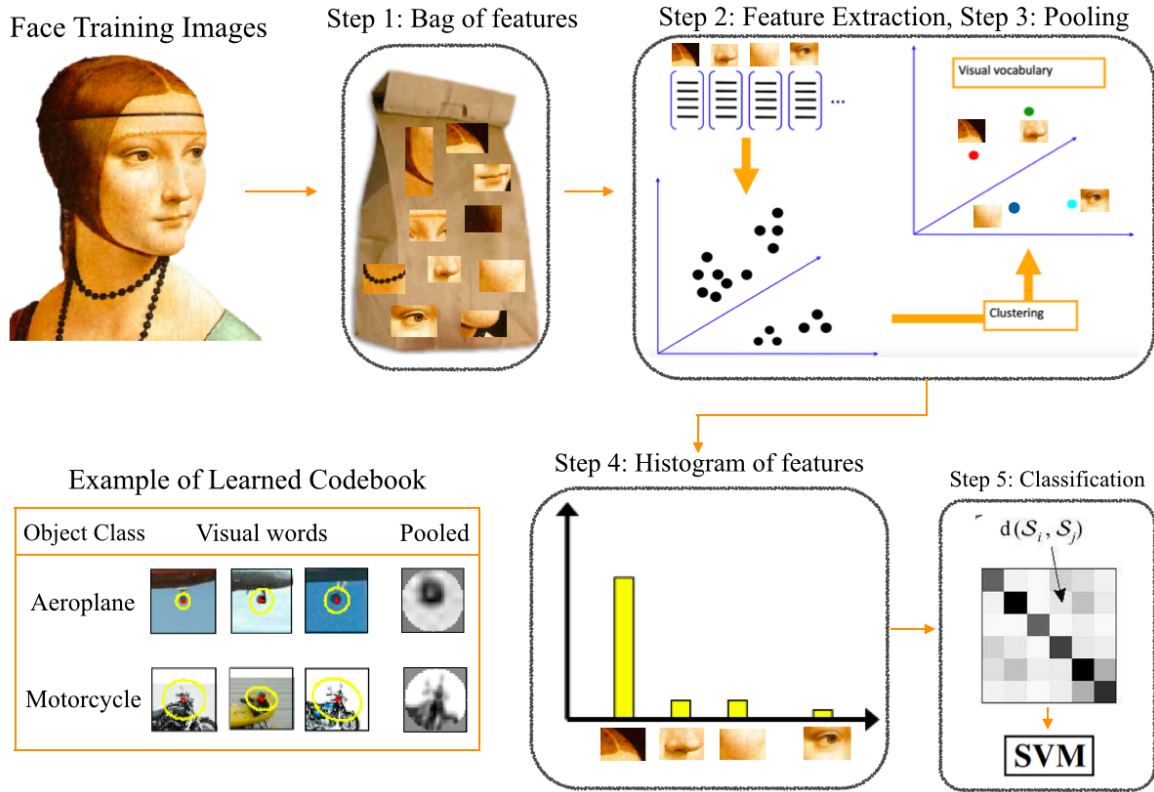 Face Training Images
Step 1: Bag of features
Step 2: Feature Extraction, Step 3: Pooling
Visual vocabulary
...
Clustering
Step 4: Histogram of features
Step 5: Classification
d(𝒮i, 𝒮j)
SVM
Example of Learned Codebook
Object Class Visual words Pooled
Aeroplane
Motorcycle